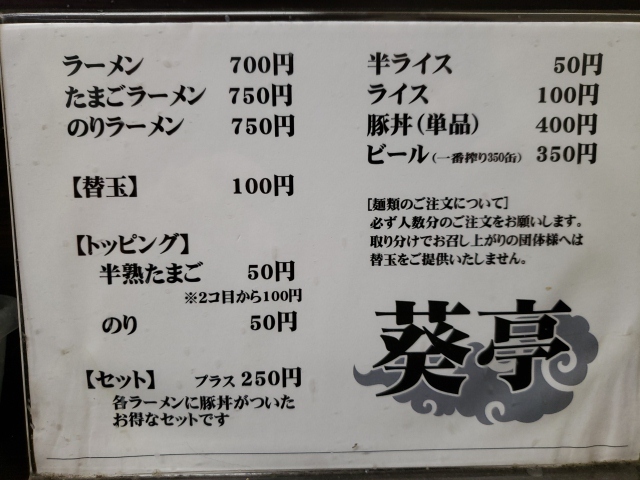 ラーメン 700円
たまごラーメン 750円
のりラーメン 750円
【替玉】 100円
【トッピング】
半熟たまご 50円
※2コ目から100円
のり 50円
【セット】 プラス 250円
各ラーメンに豚丼がついた
お得なセットです
半ライス 50円
ライス 100円
豚丼(単品) 400円
ビール(一番搾り350缶) 350円
[麺類のご注文について]
必ず人数分のご注文をお願いします。
取り分けでお召し上がりの団体様へは
替玉をご提供いたしません。
葵亭